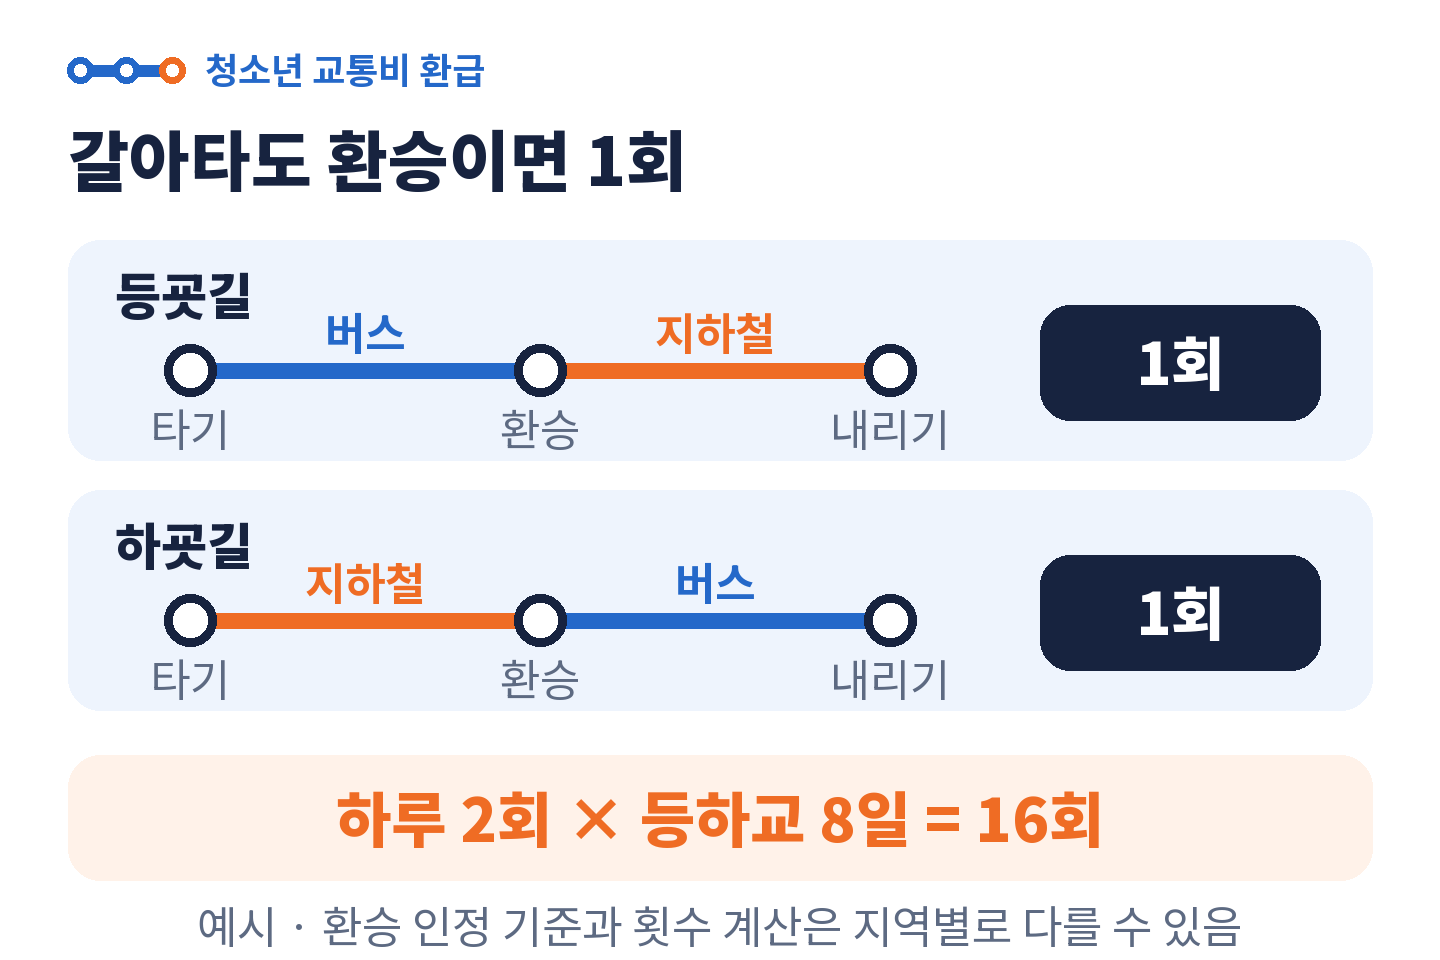 청소년 교통비 환급
갈아타도 환승이면 1회
등굣길
버스 지하철
타기 환승 내리기
1회
하굣길
지하철 버스
타기 환승 내리기
1회
하루 2회 × 등하교 8일 = 16회
예시 · 환승 인정 기준과 횟수 계산은 지역별로 다를 수 있음